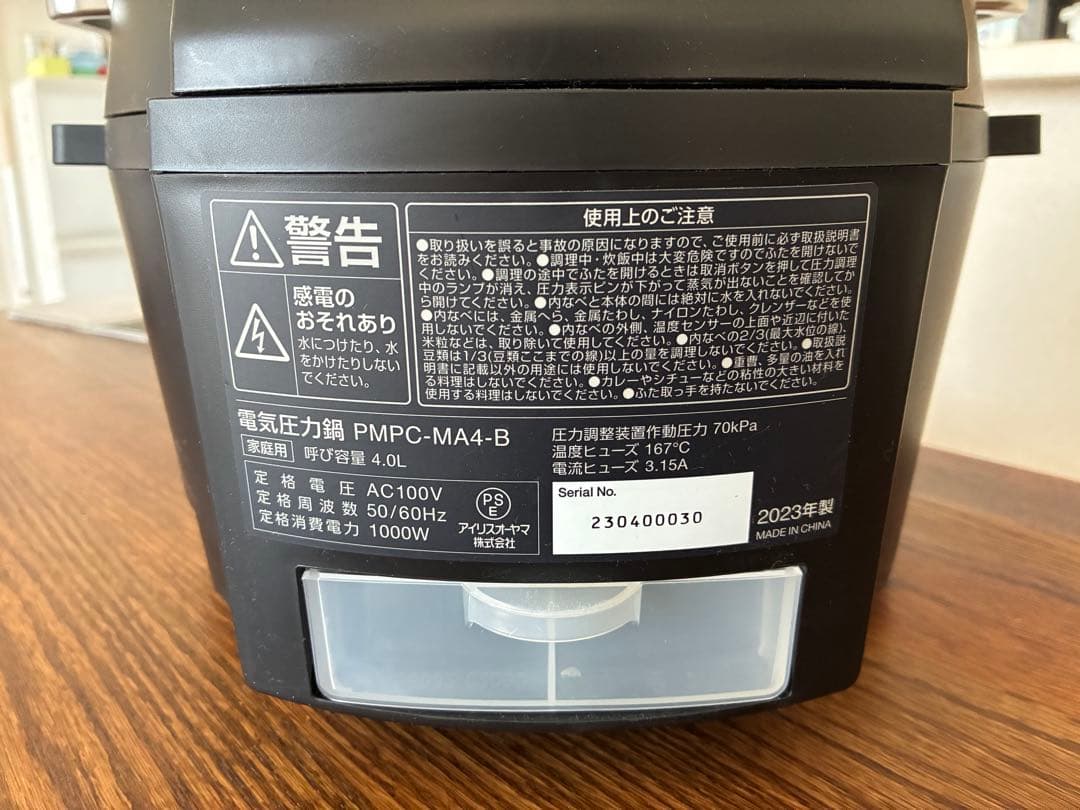 警告
感電の
おそれあり
水につけたり、水
をかけたりしない
でください。
使用上のご注意
●取り扱いを誤ると事故の原因になりますので、ご使用前に必ず取扱説明書
をお読みください。●調理中・炊飯中は大変危険ですのでふたを開けないで
ください。●調理の途中でふたを開けるときは取消ボタンを押して圧力調理
中のランプが消え、圧力表示ピンが下がって蒸気が出ないことを確認してか
ら開けてください。●内なべと本体の間には絶対に水を入れないでください。
●内なべには、金属へら、金属たわし、ナイロンたわし、クレンザーなどを使
用しないでください。●内なべの外側、温度センサーの上面や近辺に付いた
米粒などは、取り除いて使用してください。●内なべの2/3(最大水位の線)、
豆類は1/3(豆類ここまでの線)以上の量を調理しないでください。●取扱説
明書に記載以外の用途には使用しないでください。●重曹、多量の油を入れ
る料理はしないでください。●カレーやシチューなどの粘性の大きい材料を
使用する料理はしないでください。●ふた取っ手を持たないでください。
電気圧力鍋 PMPC-MA4-B
家庭用 呼び容量 4.0L
定格電圧 AC100V
定格周波数 50/60Hz
定格消費電力 1000W
PS
E
アイリスオーヤマ
株式会社
圧力調整装置作動圧力 70kPa
温度ヒューズ 167℃
電流ヒューズ 3.15A
Serial No.
230400030
2023年製
MADE IN CHINA